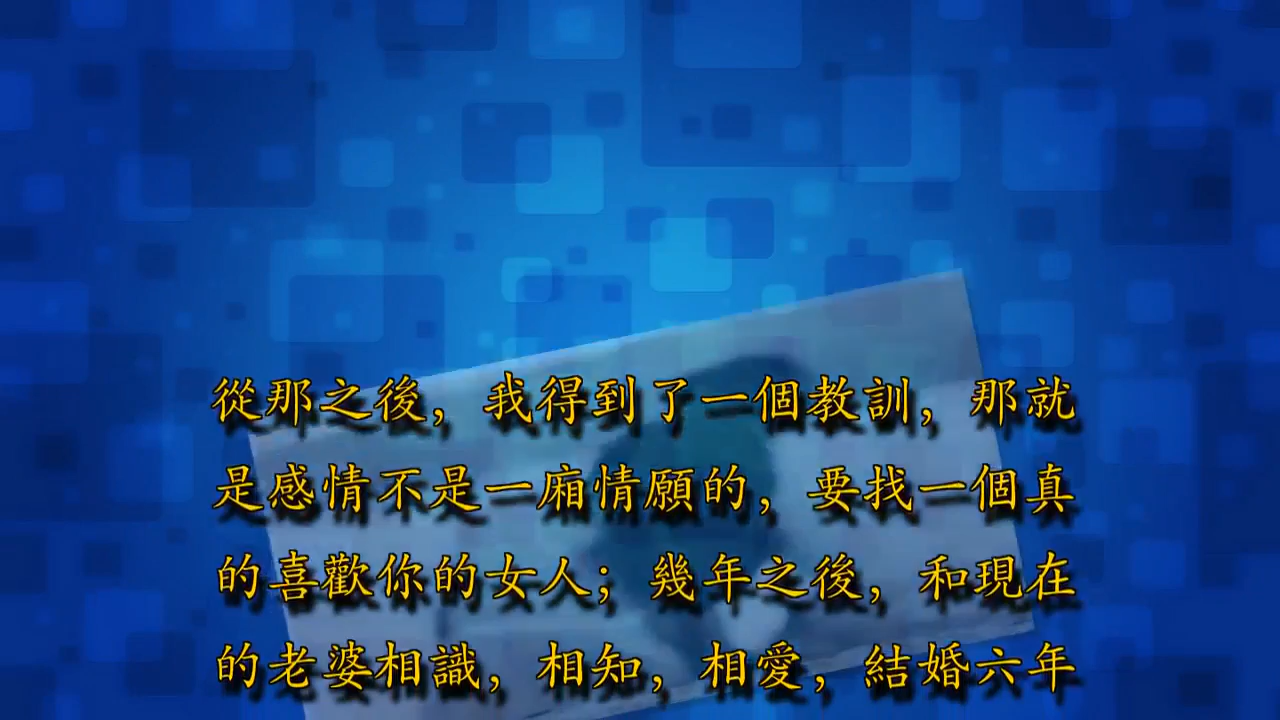 從那之後，我得到了一個教訓，那就
是感情不是一廂情願的，要找一個真
的喜歡你的女人；幾年之後，和現在
的老婆相識，相知，相愛，結婚六年